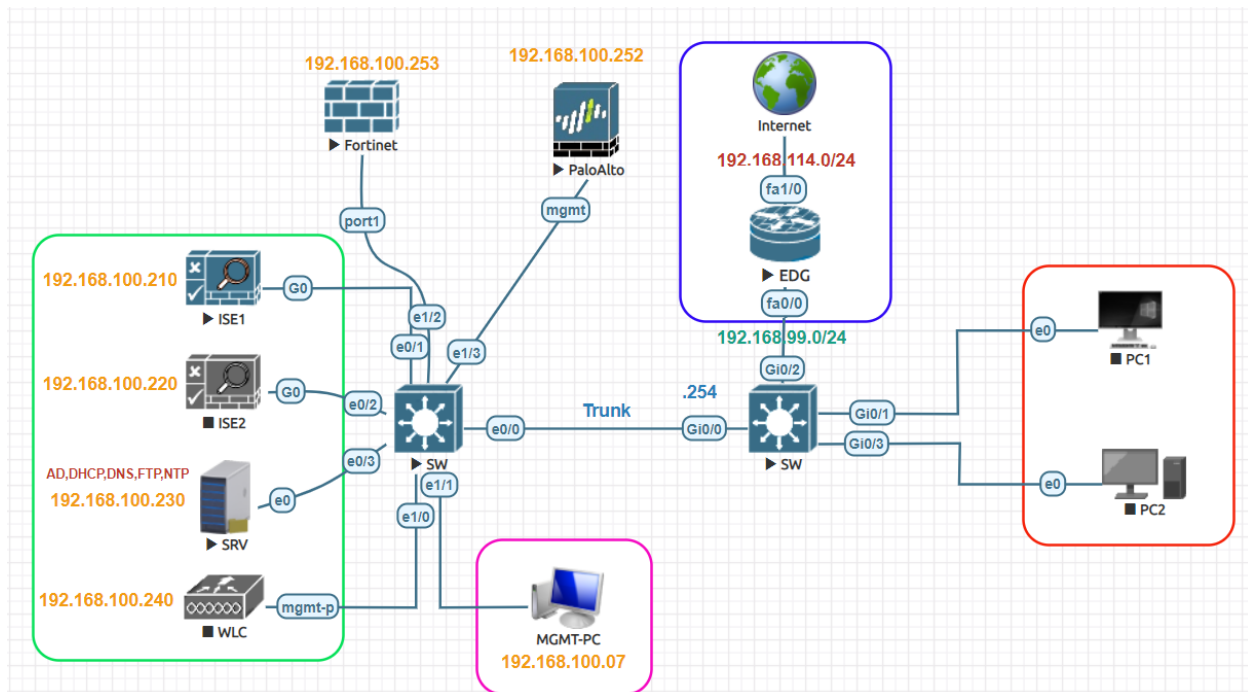 192.168.100.253
Fortinet
port1
192.168.100.252
PaloAlto
mgmt
Internet
192.168.114.0/24
fa1/0
EDG
fa0/0
192.168.99.0/24
Gi0/2
192.168.100.210
ISE1
G0
e0/1
e1/2
e1/3
192.168.100.220
ISE2
G0
e0/2
AD,DHCP,DNS,FTP,NTP
192.168.100.230
SRV
e0
e0/3
192.168.100.240
WLC
mgmt-p
e1/0
e1/1
SW
e0/0
Trunk
.254
Gi0/0
SW
Gi0/1
Gi0/3
e0
PC1
e0
PC2
MGMT-PC
192.168.100.07